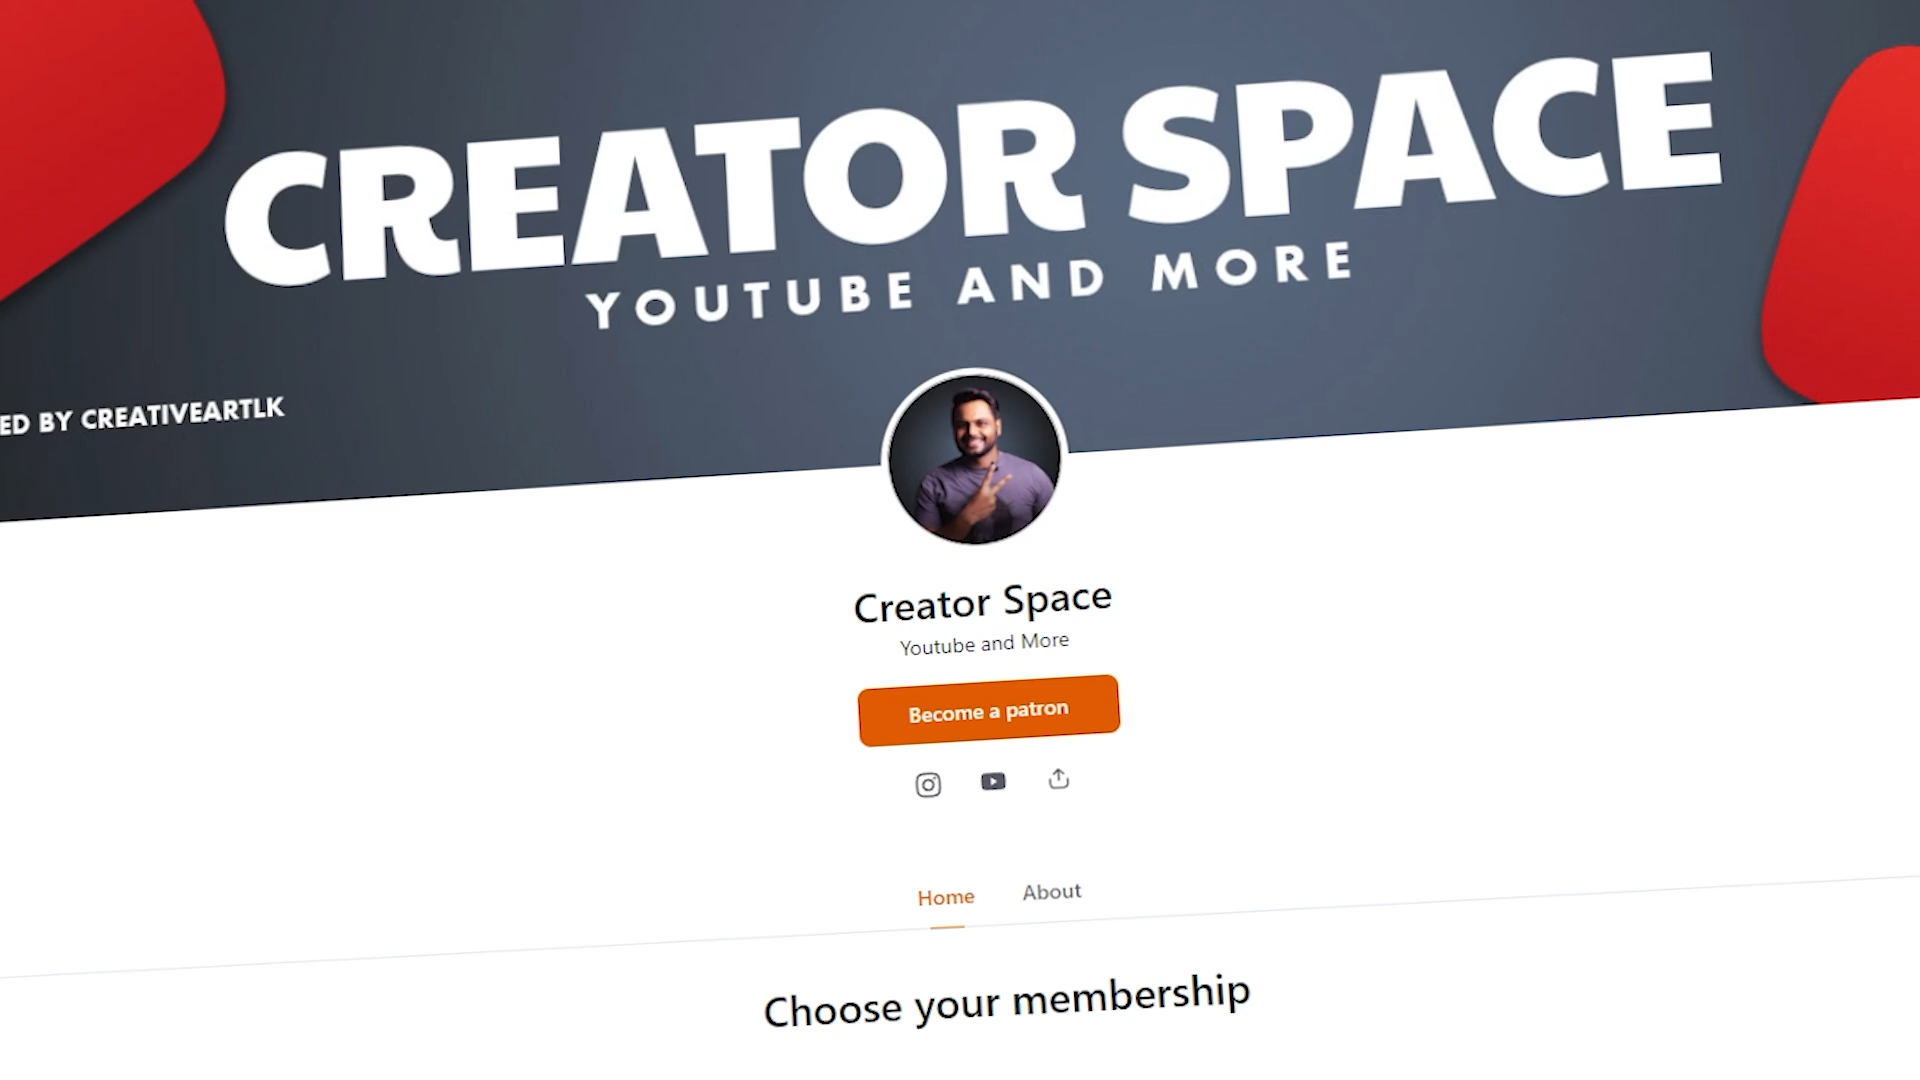 CREATOR SPACE
YOUTUBE AND MORE
ED BY CREATIVEARTLK
Creator Space
Youtube and More
Become a patron
Home About
Choose your membership